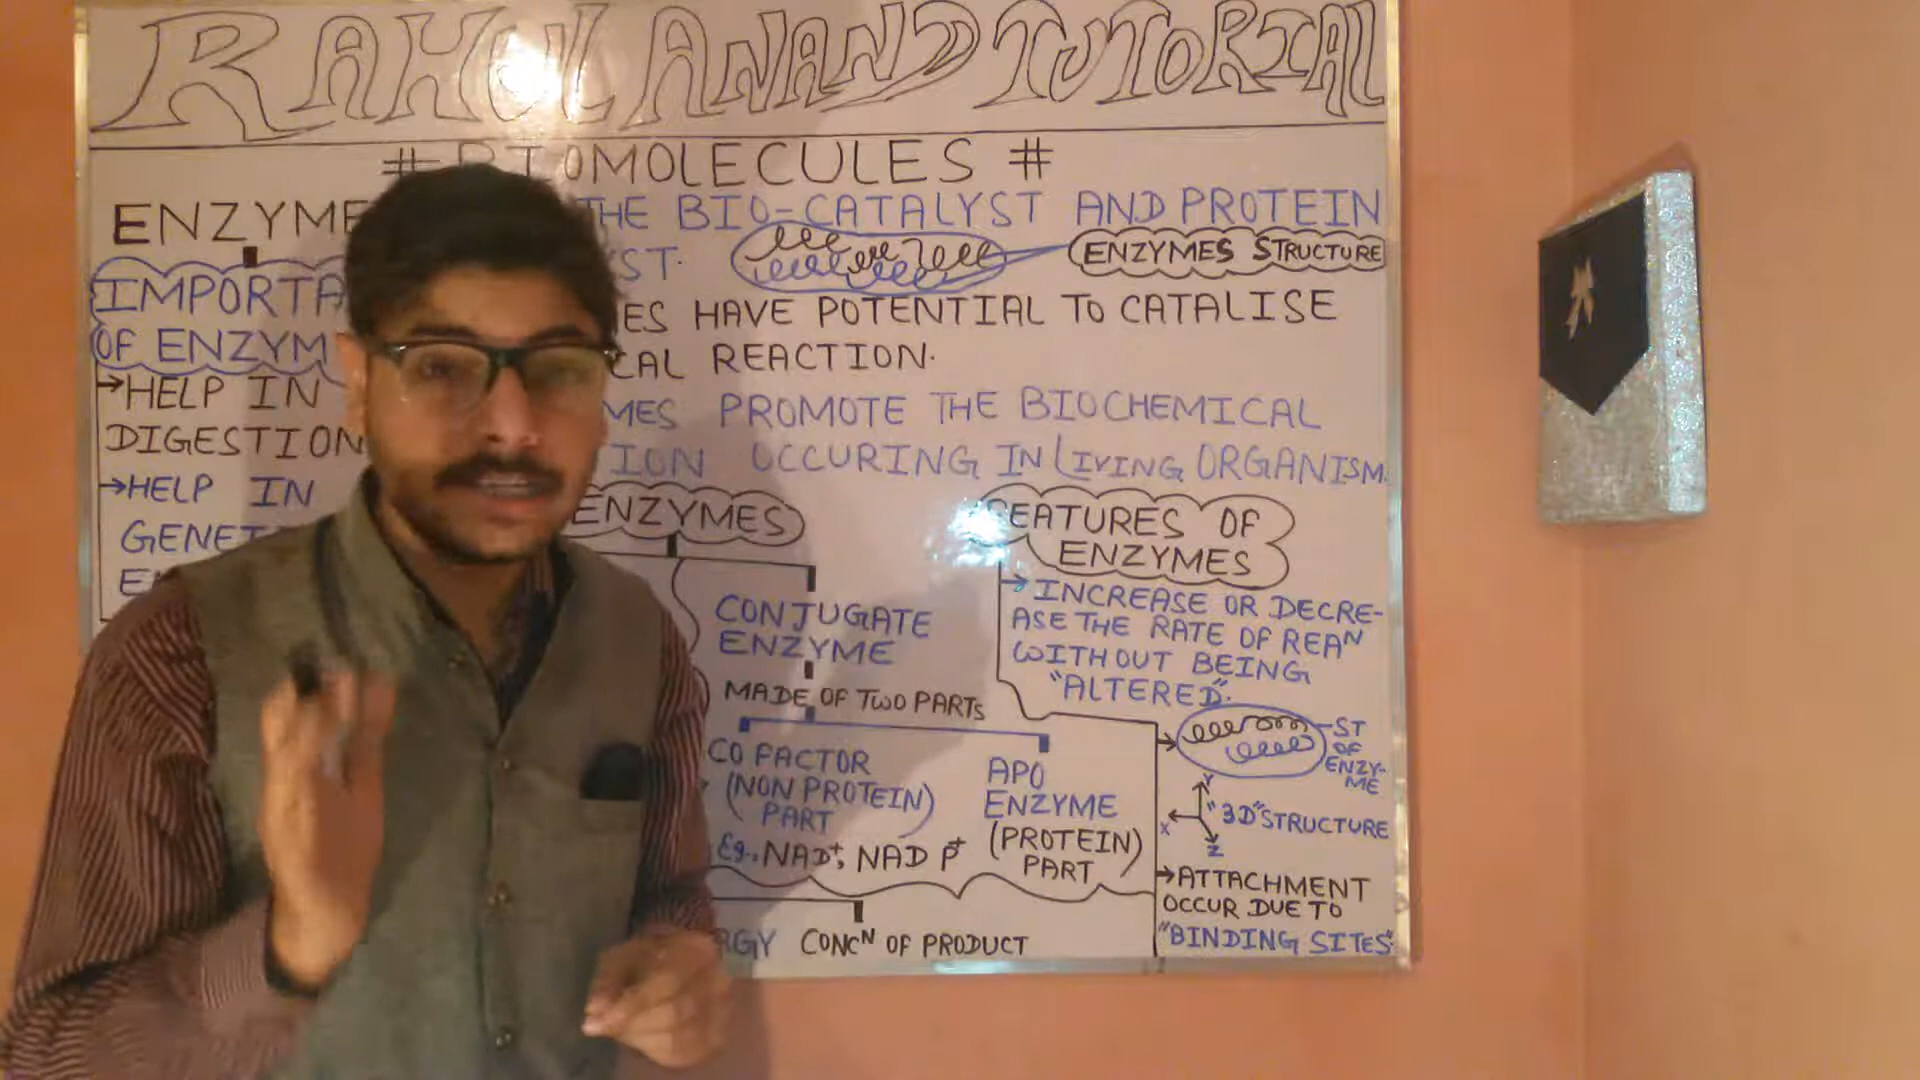 RAHUL ANAND TUTORIAL
# BIOMOLECULES #
ENZYME THE BIO-CATALYST AND PROTEIN
ENZYMES STRUCTURE
IMPORTA
OF ENZYM
ES HAVE POTENTIAL TO CATALISE
CAL REACTION.
→HELP IN
DIGESTION
MES PROMOTE THE BIOCHEMICAL
ION OCCURING IN LIVING ORGANISM.
→HELP IN
GENET
ENZYMES
CONJUGATE
ENZYME
MADE OF TWO PARTS
CO FACTOR
(NON PROTEIN)
PART
Eg.. NAD⁺, NAD P⁺
APO
ENZYME
(PROTEIN)
PART
RGY CONCᴺ OF PRODUCT
FEATURES OF
ENZYMES
→INCREASE OR DECRE-
ASE THE RATE OF REAᴺ
WITHOUT BEING
"ALTERED".
ST
OF
ENZY-
ME
Y
X
Z
"3D" STRUCTURE
→ATTACHMENT
OCCUR DUE TO
"BINDING SITES"